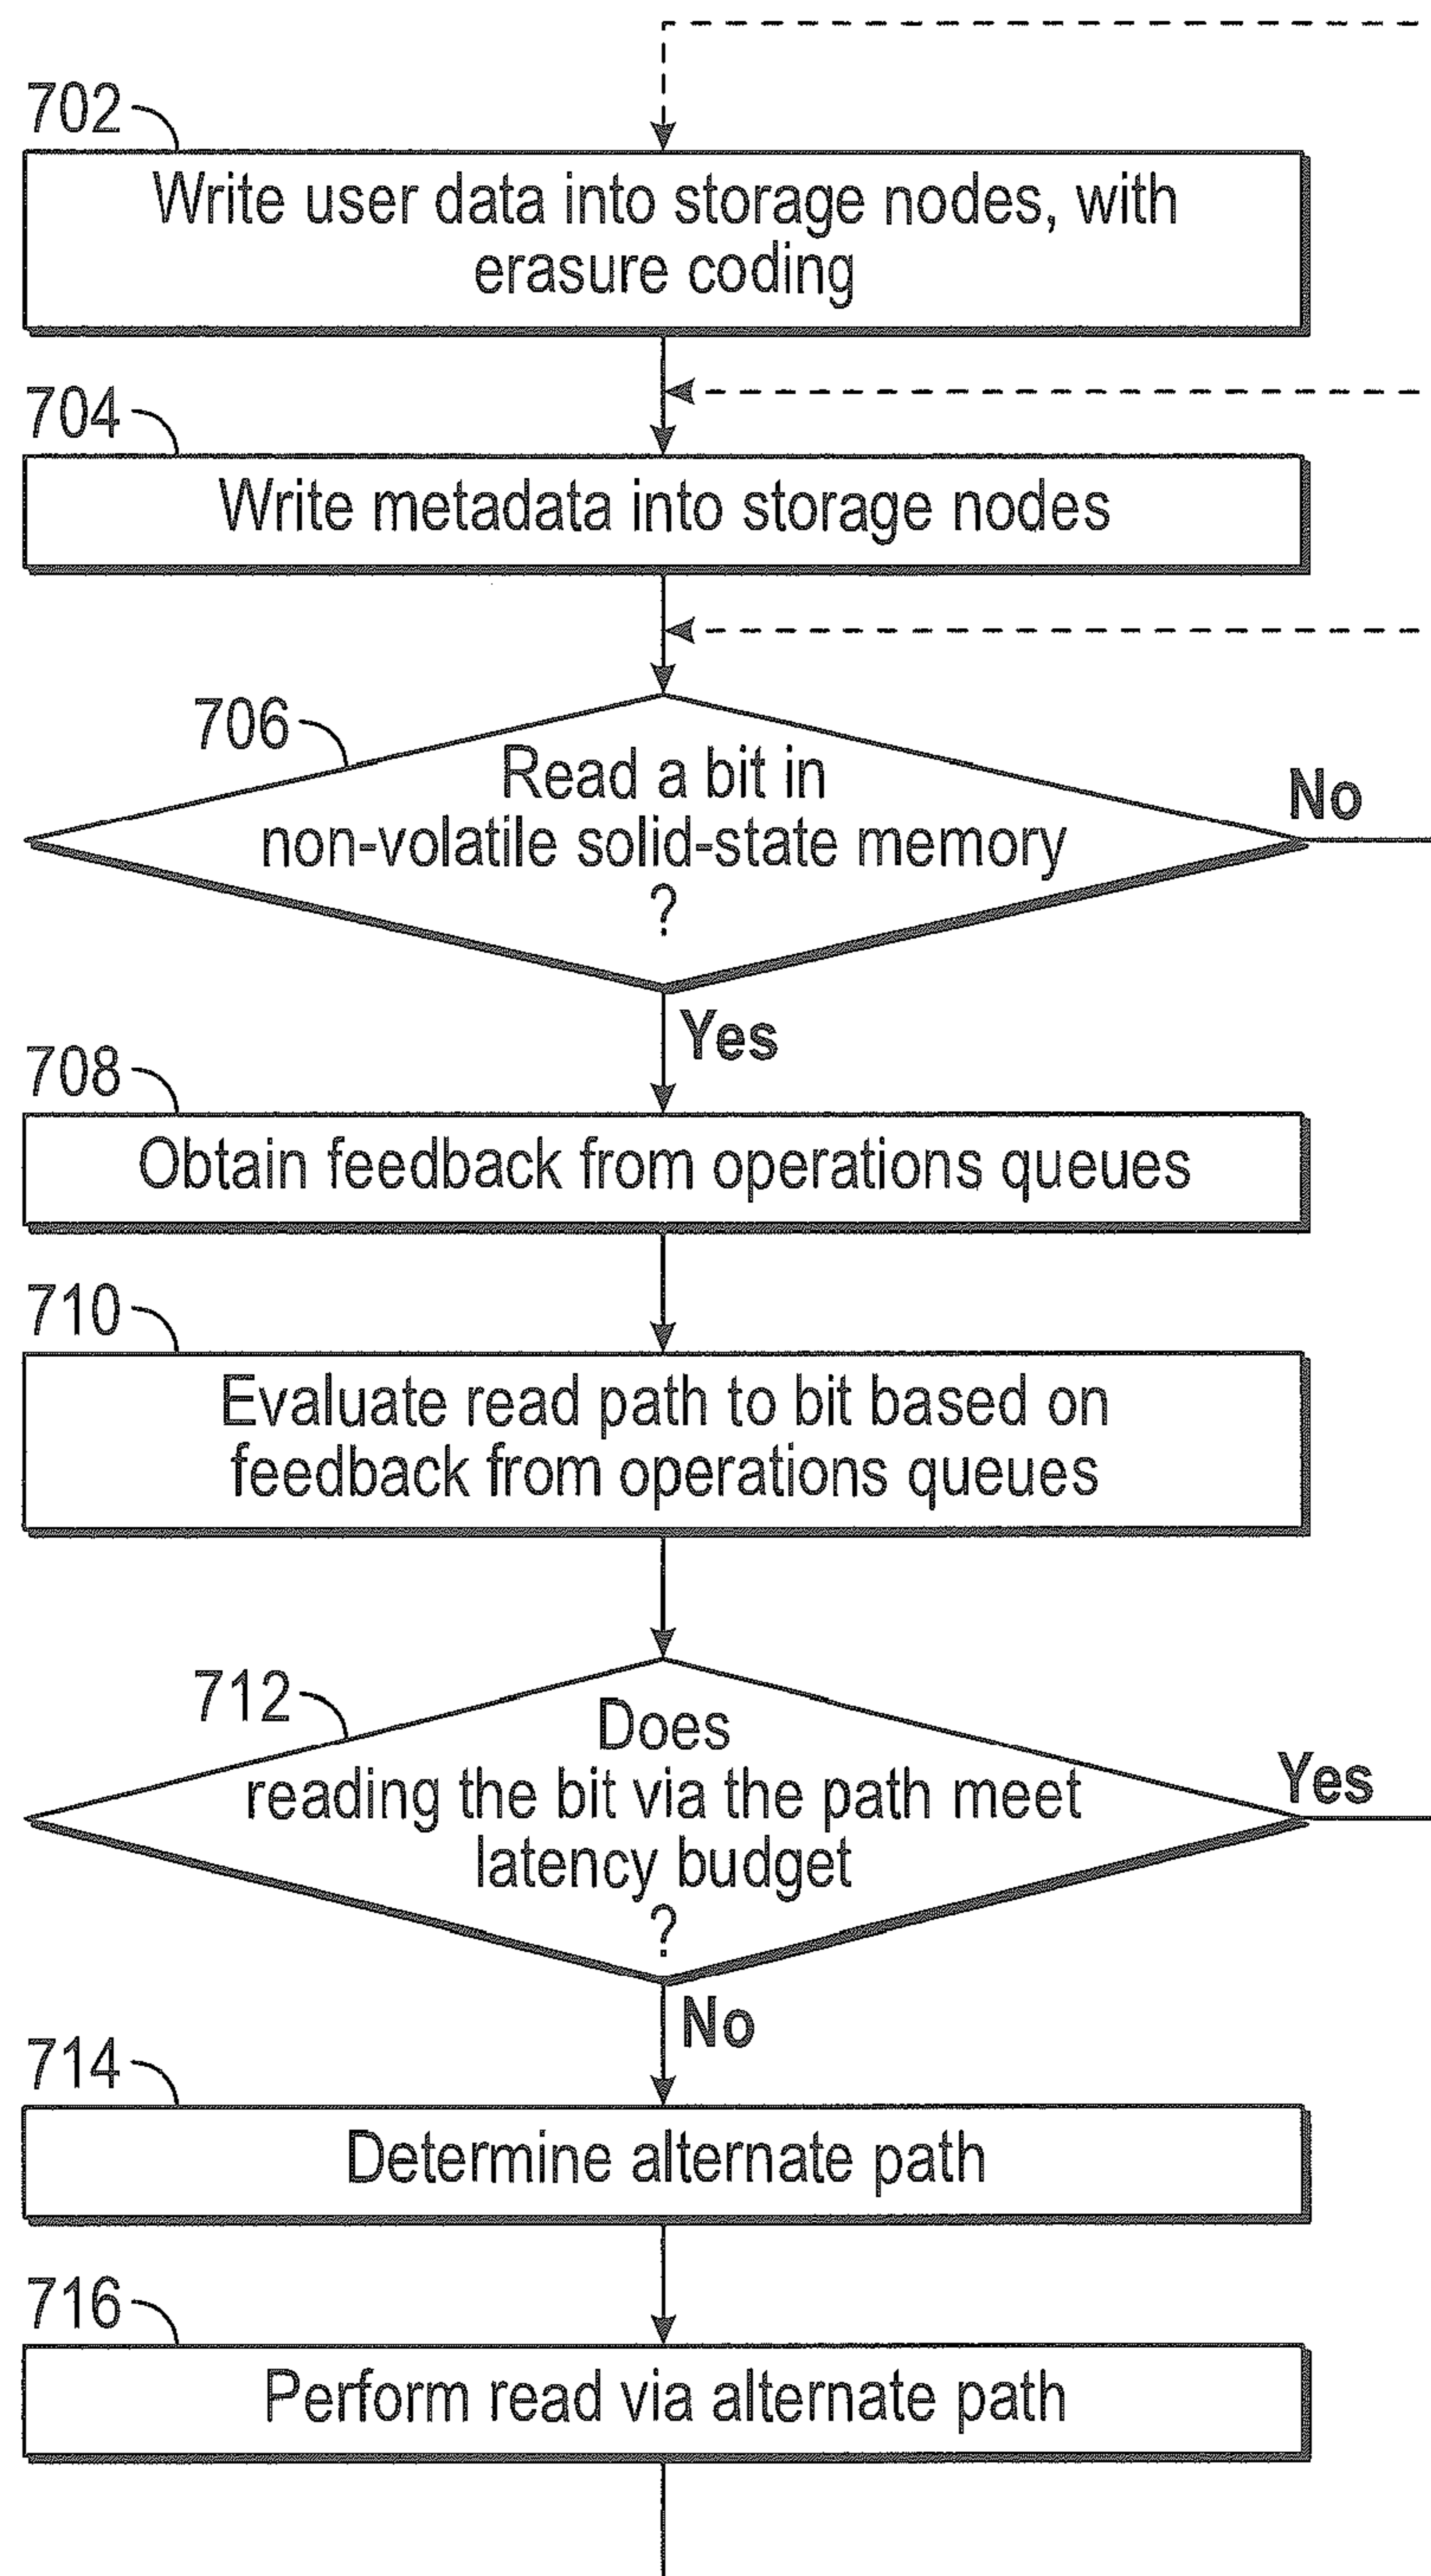 702
Write user data into storage nodes, with
erasure coding
704
Write metadata into storage nodes
706
Read a bit in
non-volatile solid-state memory
?
No
Yes
708
Obtain feedback from operations queues
710
Evaluate read path to bit based on
feedback from operations queues
712
Does
reading the bit via the path meet
latency budget
?
Yes
No
714
Determine alternate path
716
Perform read via alternate path